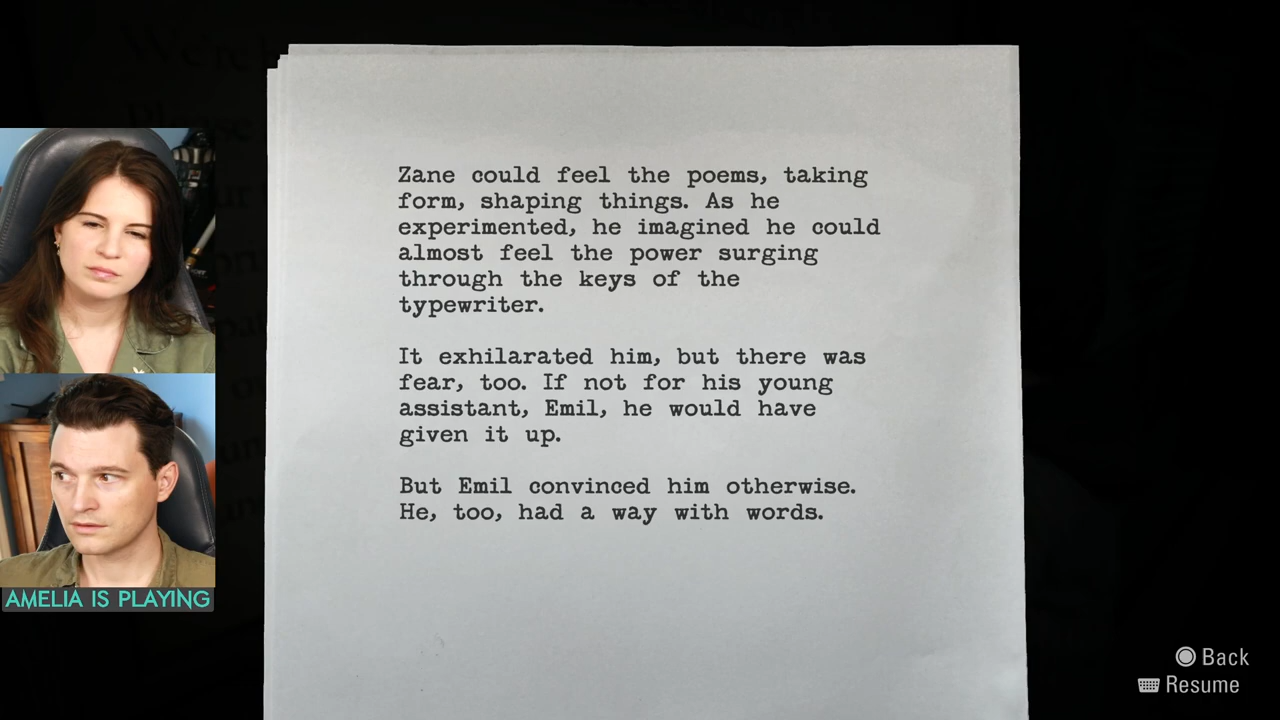 Zane could feel the poems, taking
form, shaping things. As he
experimented, he imagined he could
almost feel the power surging
through the keys of the
typewriter.
It exhilarated him, but there was
fear, too. If not for his young
assistant, Emil, he would have
given it up.
But Emil convinced him otherwise.
He, too, had a way with words.
AMELIA IS PLAYING
Back
Resume